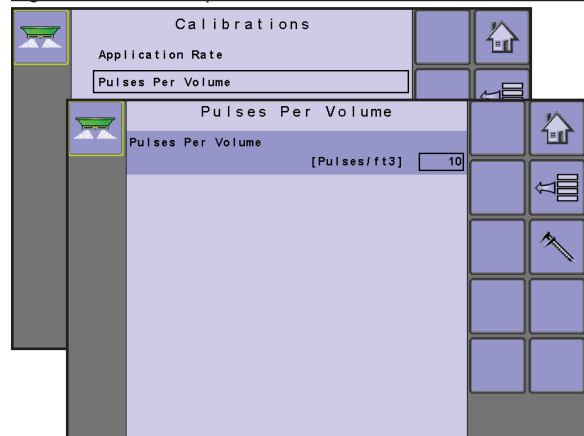 Calibrations
Application Rate
Pulses Per Volume
Pulses Per Volume
Pulses Per Volume
[Pulses/ft3] 10